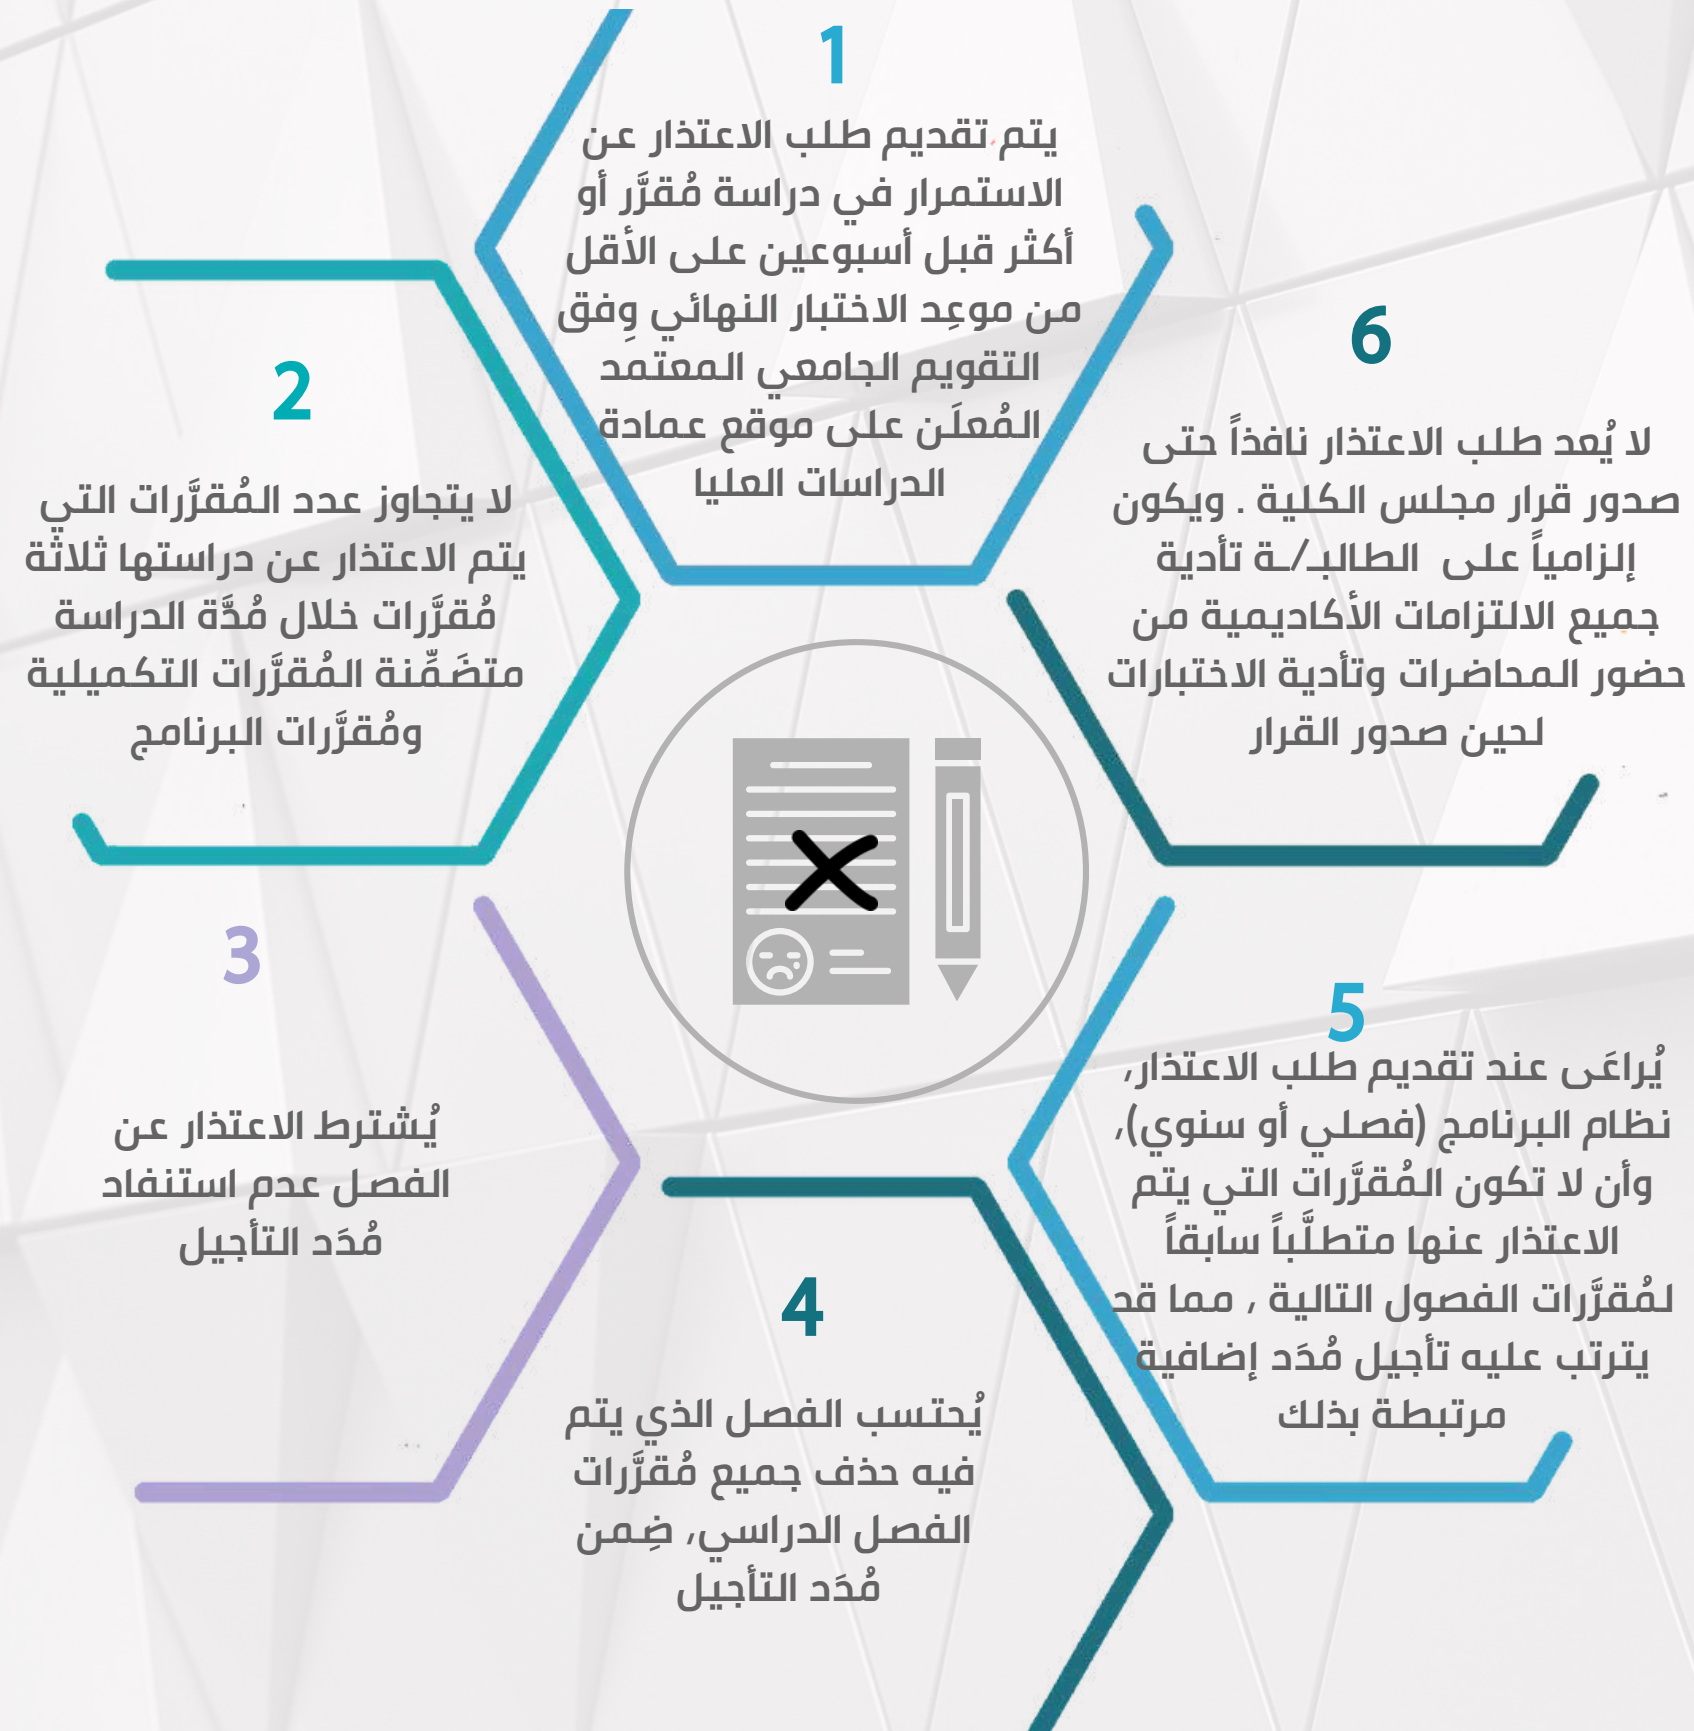 1
يتم تقديم طلب الاعتذار عن
الاستمرار في دراسة مُقرَّر أو
أكثر قبل أسبوعين على الأقل
من موعِد الاختبار النهائي وِفق
التقويم الجامعي المعتمد
المُعلَن على موقع عمادة
الدراسات العليا
2
لا يتجاوز عدد المُقرَّرات التي
يتم الاعتذار عن دراستها ثلاثة
مُقرَّرات خلال مُدَّة الدراسة
متضَمِّنة المُقرَّرات التكميلية
ومُقرَّرات البرنامج
3
يُشترط الاعتذار عن
الفصل عدم استنفاد
مُدَد التأجيل
4
يُحتسب الفصل الذي يتم
فيه حذف جميع مُقرَّرات
الفصل الدراسي، ضِمن
مُدَد التأجيل
5
يُراعَى عند تقديم طلب الاعتذار،
نظام البرنامج (فصلي أو سنوي)،
وأن لا تكون المُقرَّرات التي يتم
الاعتذار عنها متطلَّباً سابقاً
لمُقرَّرات الفصول التالية ، مما قد
يترتب عليه تأجيل مُدَد إضافية
مرتبطة بذلك
6
لا يُعد طلب الاعتذار نافذاً حتى
صدور قرار مجلس الكلية . ويكون
إلزامياً على الطالبـ/ـة تأدية
جميع الالتزامات الأكاديمية من
حضور المحاضرات وتأدية الاختبارات
لحين صدور القرار